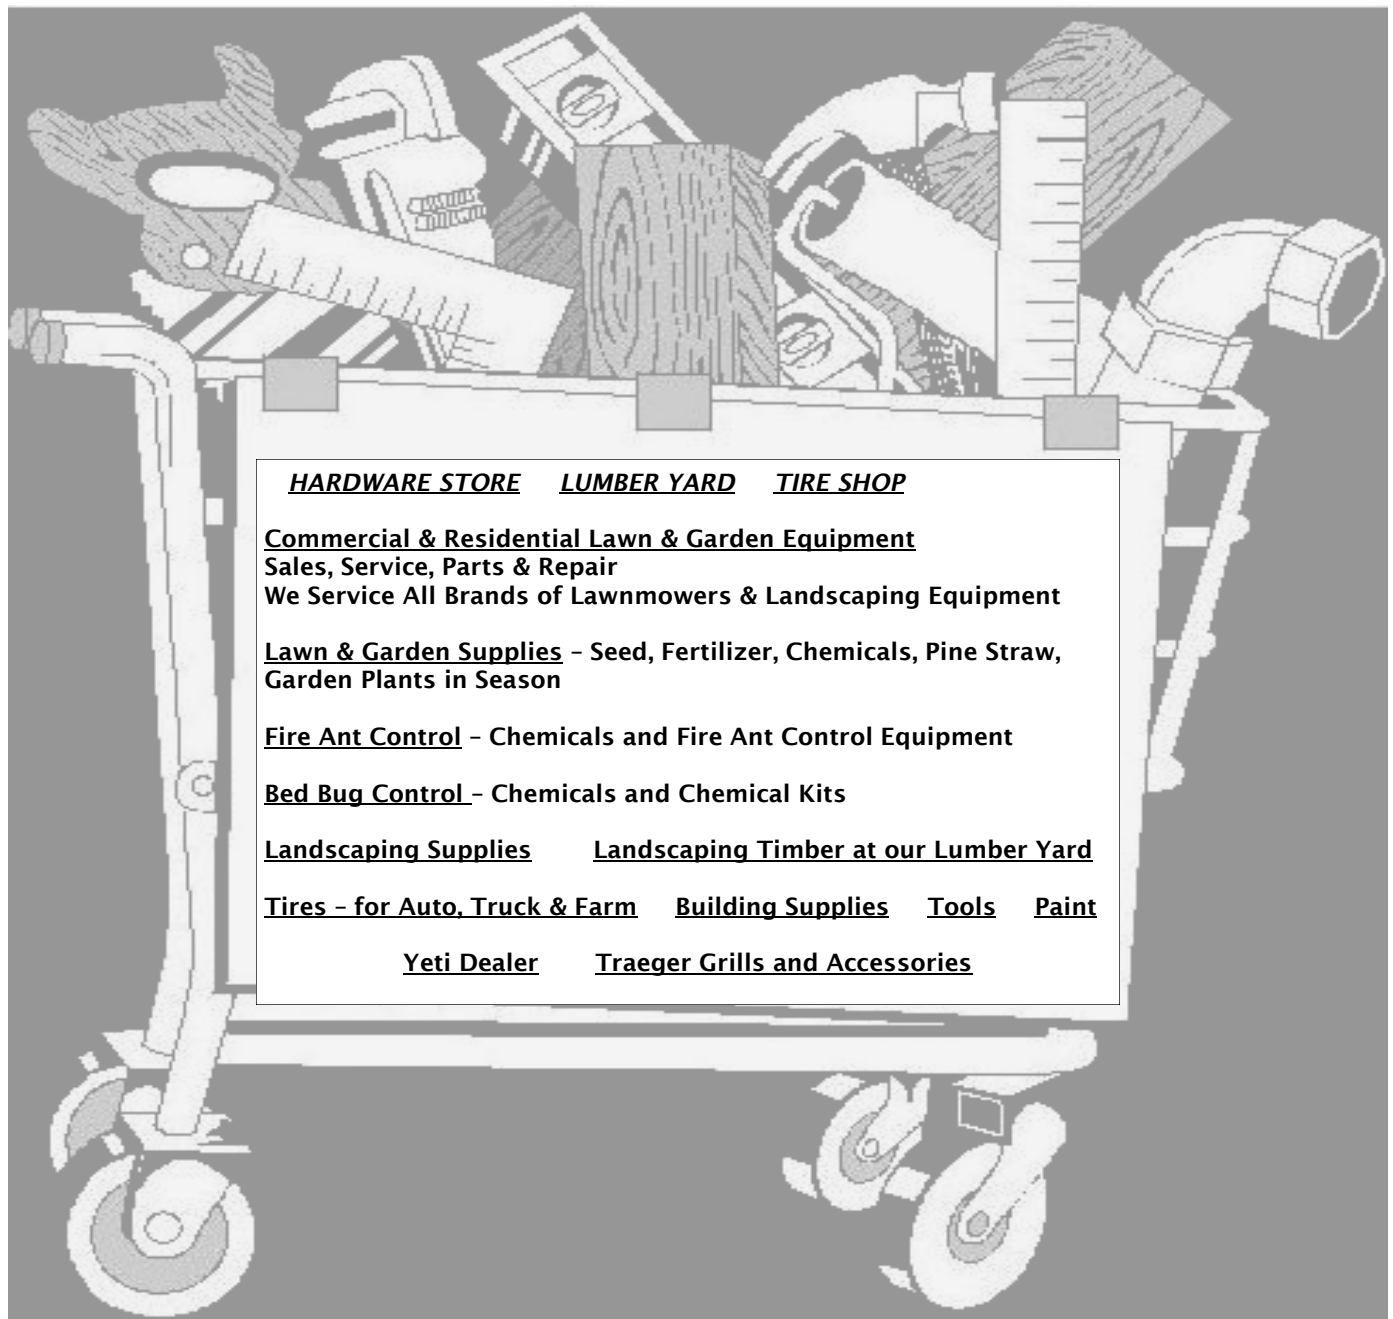 HARDWARE STORE LUMBER YARD TIRE SHOP
Commercial & Residential Lawn & Garden Equipment
Sales, Service, Parts & Repair
We Service All Brands of Lawnmowers & Landscaping Equipment
Lawn & Garden Supplies – Seed, Fertilizer, Chemicals, Pine Straw,
Garden Plants in Season
Fire Ant Control – Chemicals and Fire Ant Control Equipment
Bed Bug Control – Chemicals and Chemical Kits
Landscaping Supplies Landscaping Timber at our Lumber Yard
Tires – for Auto, Truck & Farm Building Supplies Tools Paint
Yeti Dealer Traeger Grills and Accessories